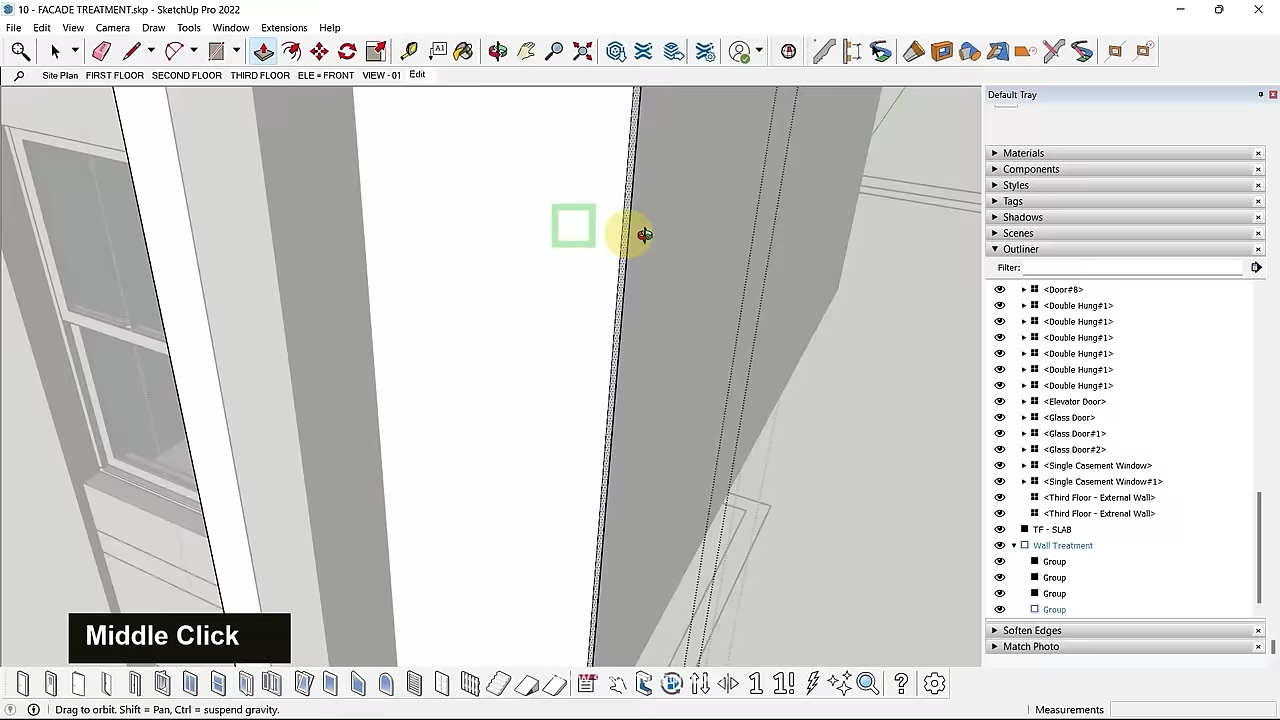 10 - FACADE TREATMENT.skp - SketchUp Pro 2022
File Edit View Camera Draw Tools Window Extensions Help
Site Plan FIRST FLOOR SECOND FLOOR THIRD FLOOR ELE = FRONT VIEW - 01 Edit
Default Tray
Materials
Components
Styles
Tags
Shadows
Scenes
Outliner
Filter:
<Door#8>
<Double Hung#1>
<Double Hung#1>
<Double Hung#1>
<Double Hung#1>
<Double Hung#1>
<Double Hung#1>
<Elevator Door>
<Glass Door>
<Glass Door#1>
<Glass Door#2>
<Single Casement Window>
<Single Casement Window#1>
<Third Floor - External Wall>
<Third Floor - Extrenal Wall>
TF - SLAB
Wall Treatment
Group
Group
Group
Group
Soften Edges
Match Photo
Middle Click
Drag to orbit. Shift = Pan, Ctrl = suspend gravity.
Measurements